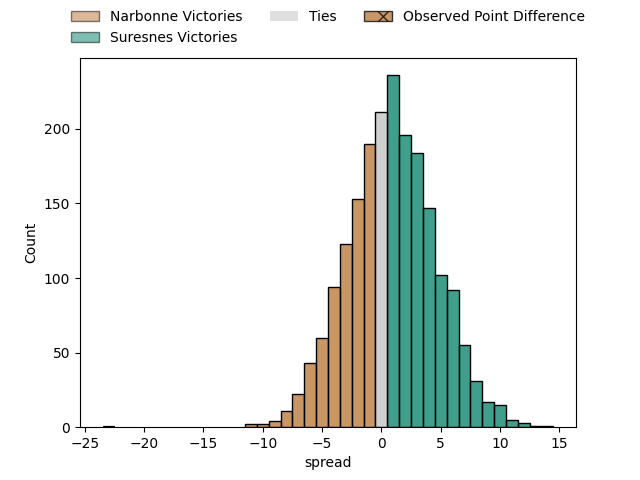 Narbonne Victories
Ties
Observed Point Difference
Suresnes Victories
200
150
100
50
0
Count
−25 −20 −15 −10 −5 0 5 10 15
spread